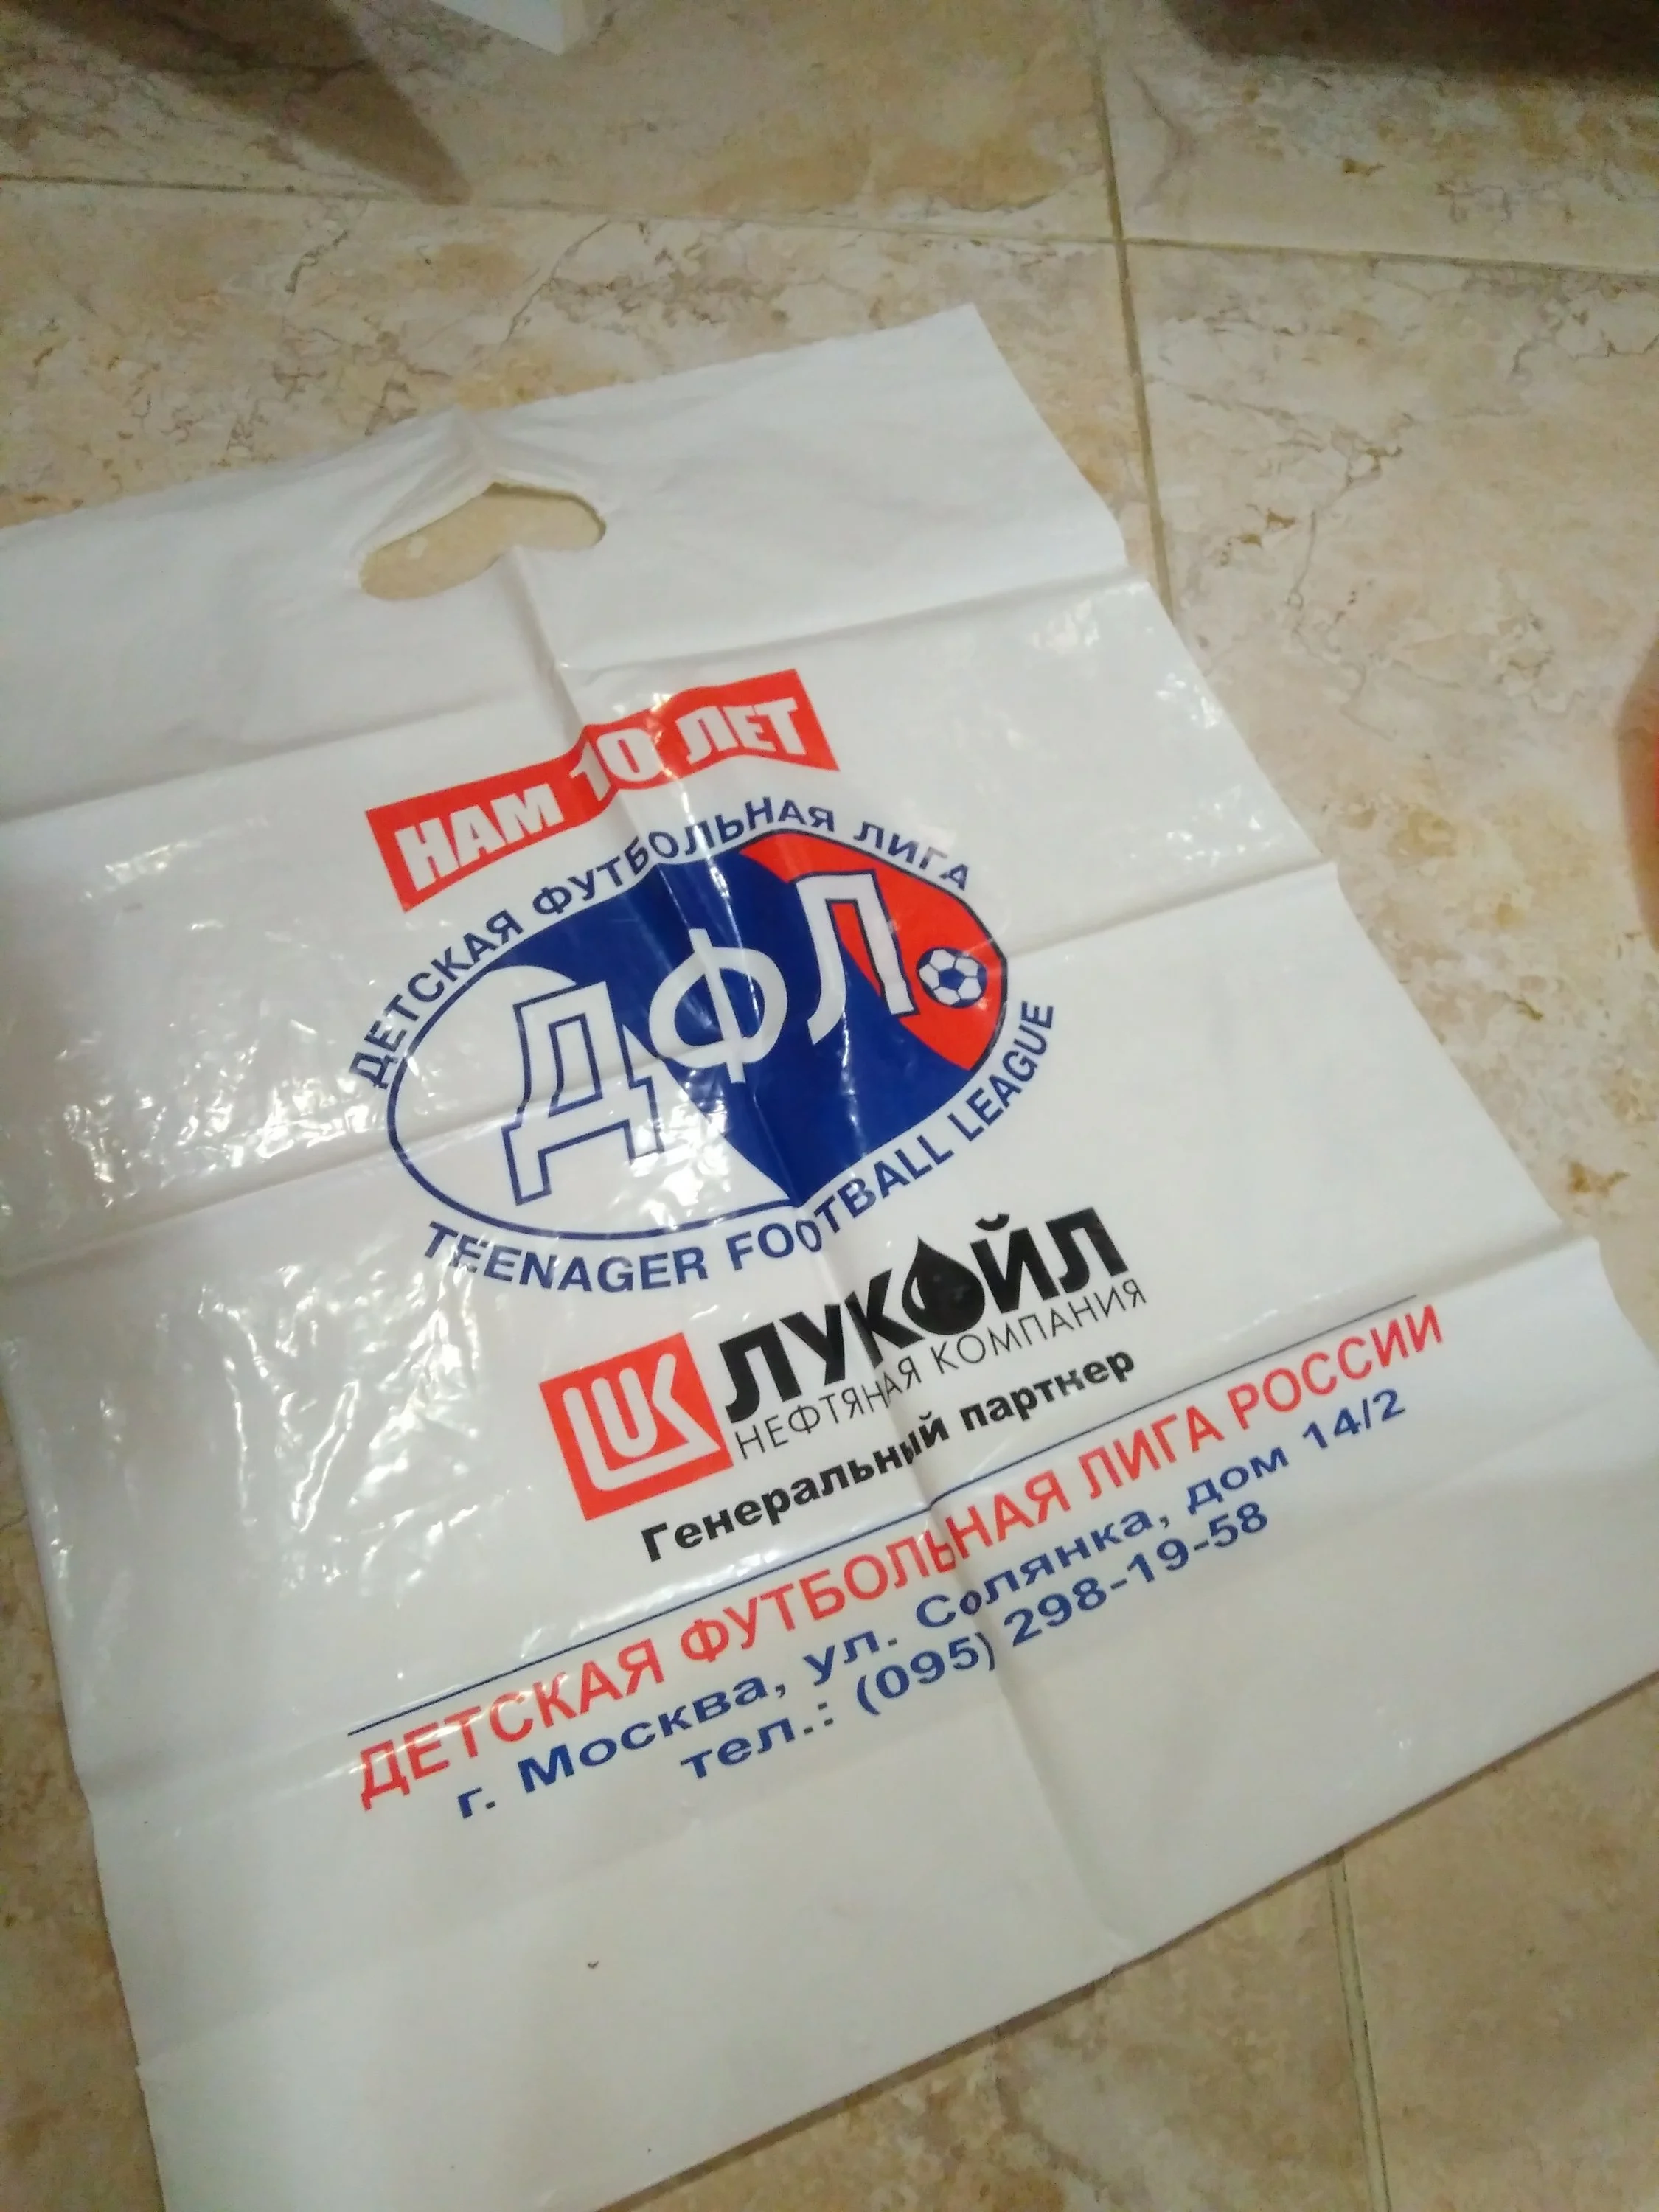 НАМ 10 ЛЕТ
ДЕТСКАЯ ФУТБОЛЬНАЯ ЛИГА
ДФЛ
TEENAGER FOOTBALL LEAGUE
LUK ЛУКОЙЛ
НЕФТЯНАЯ КОМПАНИЯ
Генеральный партнер
ДЕТСКАЯ ФУТБОЛЬНАЯ ЛИГА РОССИИ
г. Москва, ул. Солянка, дом 14/2
тел.: (095) 298-19-58